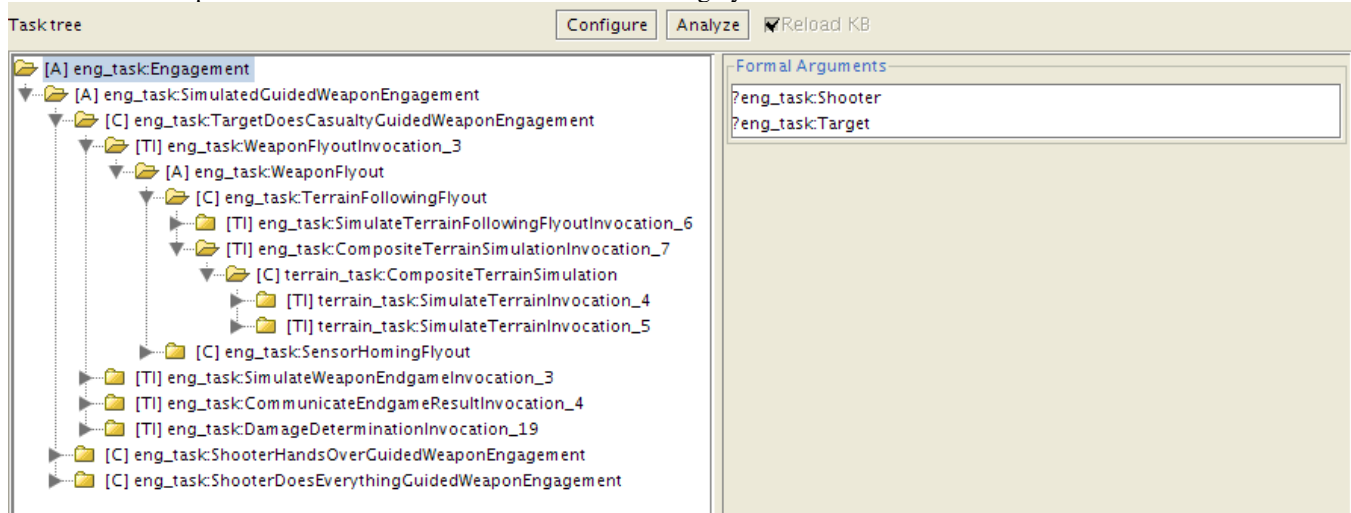 Task tree
Configure
Analyze
Reload KB
[A] eng_task:Engagement
[A] eng_task:SimulatedGuidedWeaponEngagement
[C] eng_task:TargetDoesCasualtyGuidedWeaponEngagement
[TI] eng_task:WeaponFlyoutInvocation_3
[A] eng_task:WeaponFlyout
[C] eng_task:TerrainFollowingFlyout
[TI] eng_task:SimulateTerrainFollowingFlyoutInvocation_6
[TI] eng_task:CompositeTerrainSimulationInvocation_7
[C] terrain_task:CompositeTerrainSimulation
[TI] terrain_task:SimulateTerrainInvocation_4
[TI] terrain_task:SimulateTerrainInvocation_5
[C] eng_task:SensorHomingFlyout
[TI] eng_task:SimulateWeaponEndgameInvocation_3
[TI] eng_task:CommunicateEndgameResultInvocation_4
[TI] eng_task:DamageDeterminationInvocation_19
[C] eng_task:ShooterHandsOverGuidedWeaponEngagement
[C] eng_task:ShooterDoesEverythingGuidedWeaponEngagement
Formal Arguments
?eng_task:Shooter
?eng_task:Target